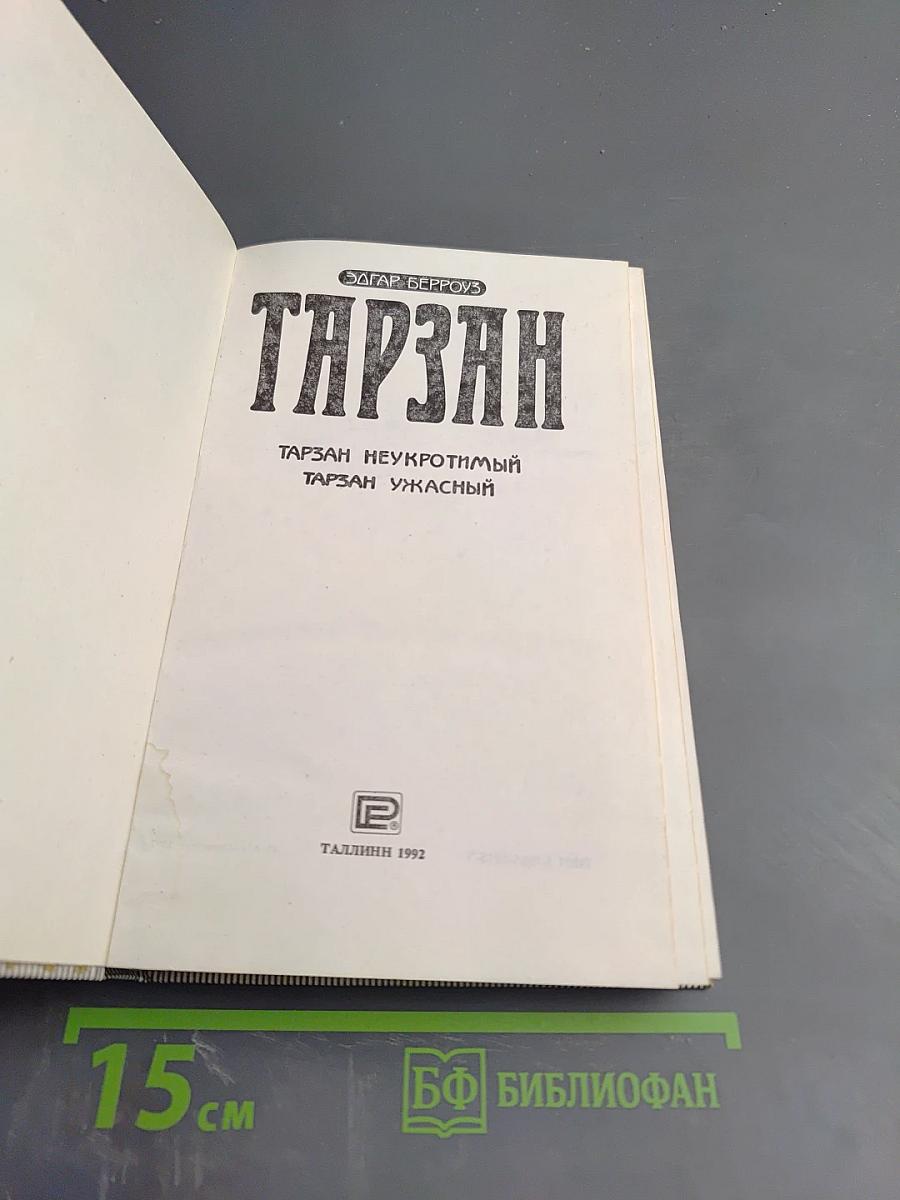 ЭДГАР БЕРРОУЗ
ТАРЗАН
ТАРЗАН НЕУКРОТИМЫЙ
ТАРЗАН УЖАСНЫЙ
ТАЛЛИНН 1992
15 см
БФ БИБЛИОФАН